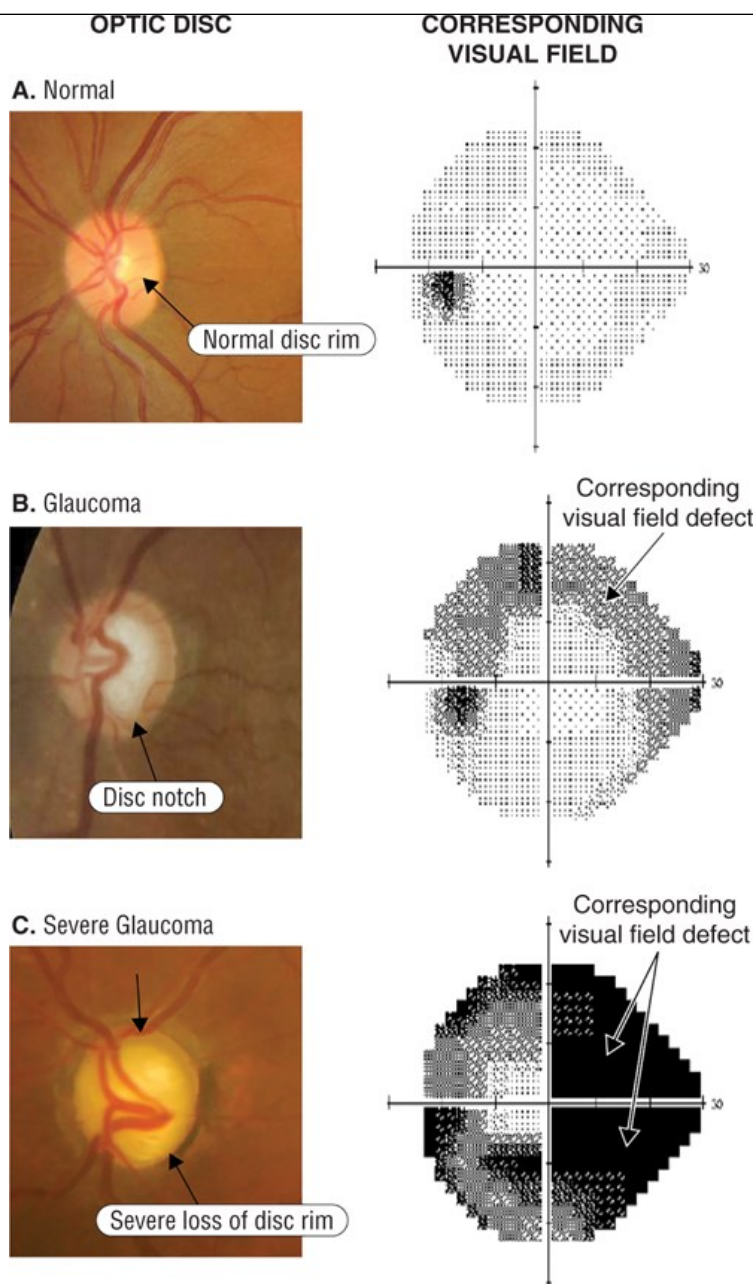 OPTIC DISC
CORRESPONDING
VISUAL FIELD
A. Normal
30
Normal disc rim
B. Glaucoma
Corresponding
visual field defect
30
Disc notch
C. Severe Glaucoma
Corresponding
visual field defect
30
Severe loss of disc rim